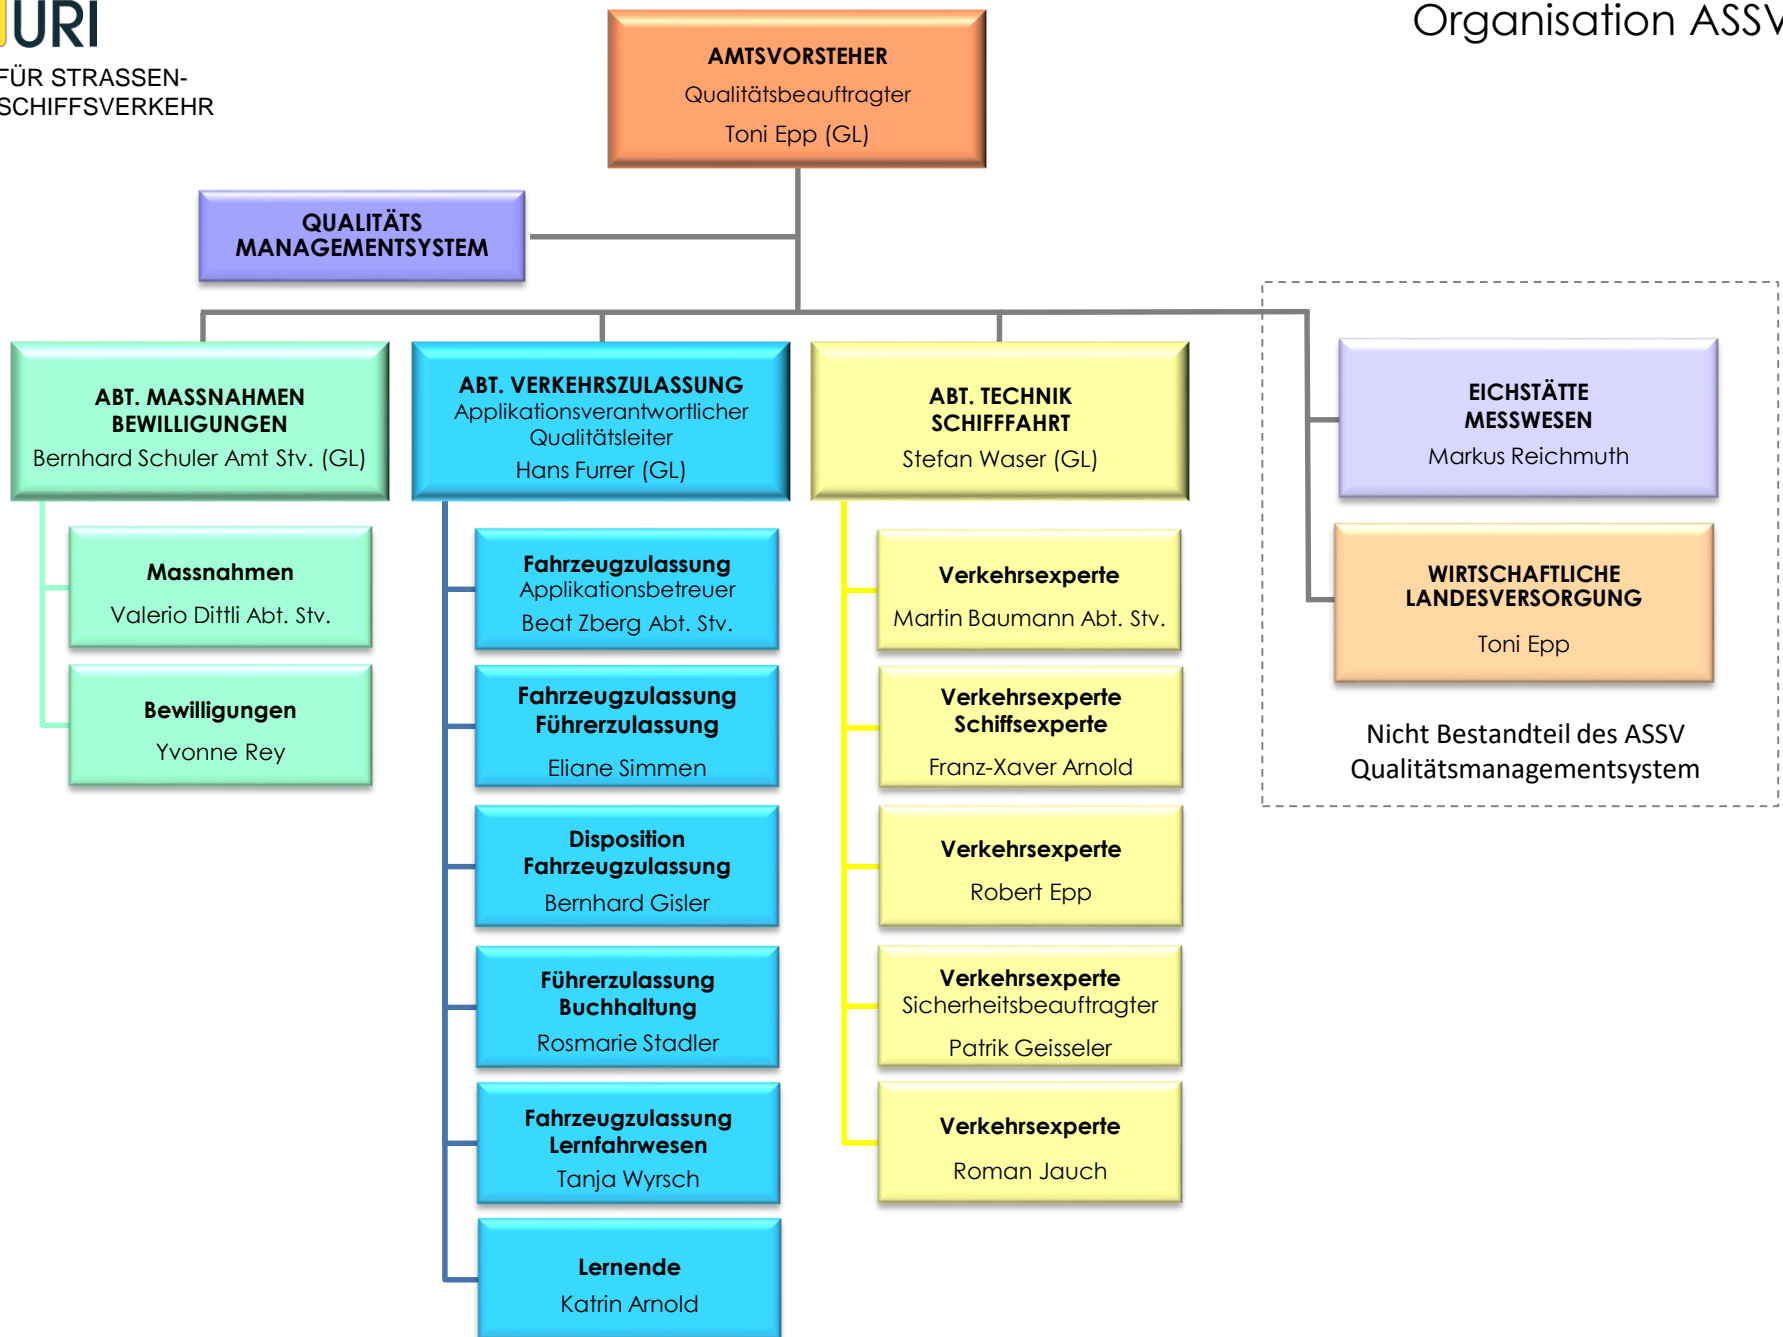 URI
FÜR STRASSEN-
SCHIFFSVERKEHR
Organisation ASSV
AMTSVORSTEHER
Qualitätsbeauftragter
Toni Epp (GL)
QUALITÄTS
MANAGEMENTSYSTEM
ABT. MASSNAHMEN
BEWILLIGUNGEN
Bernhard Schuler Amt Stv. (GL)
Massnahmen
Valerio Dittli Abt. Stv.
Bewilligungen
Yvonne Rey
ABT. VERKEHRSZULASSUNG
Applikationsverantwortlicher
Qualitätsleiter
Hans Furrer (GL)
Fahrzeugzulassung
Applikationsbetreuer
Beat Zberg Abt. Stv.
Fahrzeugzulassung
Führerzulassung
Eliane Simmen
Disposition
Fahrzeugzulassung
Bernhard Gisler
Führerzulassung
Buchhaltung
Rosmarie Stadler
Fahrzeugzulassung
Lernfahrwesen
Tanja Wyrsch
Lernende
Katrin Arnold
ABT. TECHNIK
SCHIFFFAHRT
Stefan Waser (GL)
Verkehrsexperte
Martin Baumann Abt. Stv.
Verkehrsexperte
Schiffsexperte
Franz-Xaver Arnold
Verkehrsexperte
Robert Epp
Verkehrsexperte
Sicherheitsbeauftragter
Patrik Geisseler
Verkehrsexperte
Roman Jauch
EICHSTÄTTE
MESSWESEN
Markus Reichmuth
WIRTSCHAFTLICHE
LANDESVERSORGUNG
Toni Epp
Nicht Bestandteil des ASSV
Qualitätsmanagementsystem